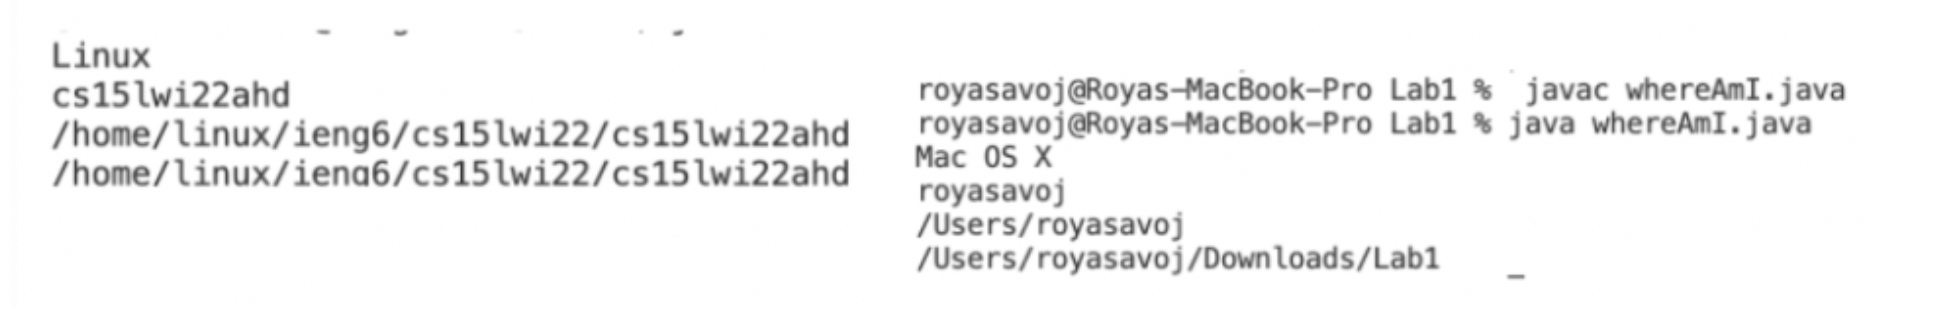 Linux
cs15lwi22ahd
/home/linux/ieng6/cs15lwi22/cs15lwi22ahd
/home/linux/ieng6/cs15lwi22/cs15lwi22ahd
royasavoj@Royas-MacBook-Pro Lab1 %  javac whereAmI.java
royasavoj@Royas-MacBook-Pro Lab1 % java whereAmI.java
Mac OS X
royasavoj
/Users/royasavoj
/Users/royasavoj/Downloads/Lab1